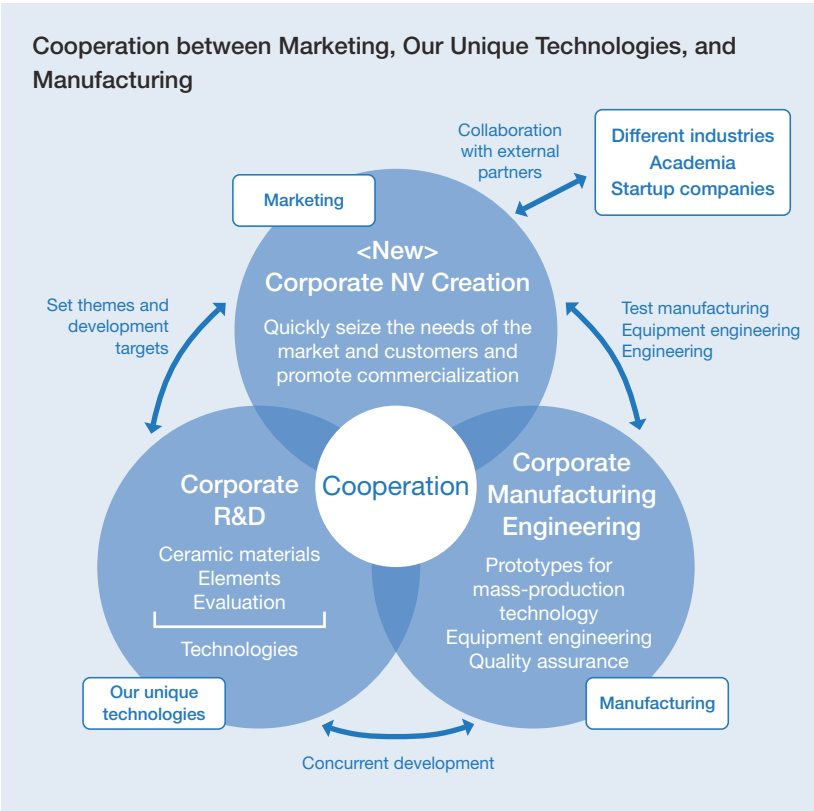 Cooperation between Marketing, Our Unique Technologies, and
Manufacturing
Collaboration
with external
partners
Different industries
Academia
Startup companies
Marketing
<New>
Corporate NV Creation
Quickly seize the needs of the
market and customers and
promote commercialization
Set themes and
development
targets
Test manufacturing
Equipment engineering
Engineering
Cooperation
Corporate
R&D
Ceramic materials
Elements
Evaluation
Technologies
Corporate
Manufacturing
Engineering
Prototypes for
mass-production
technology
Equipment engineering
Quality assurance
Our unique
technologies
Manufacturing
Concurrent development